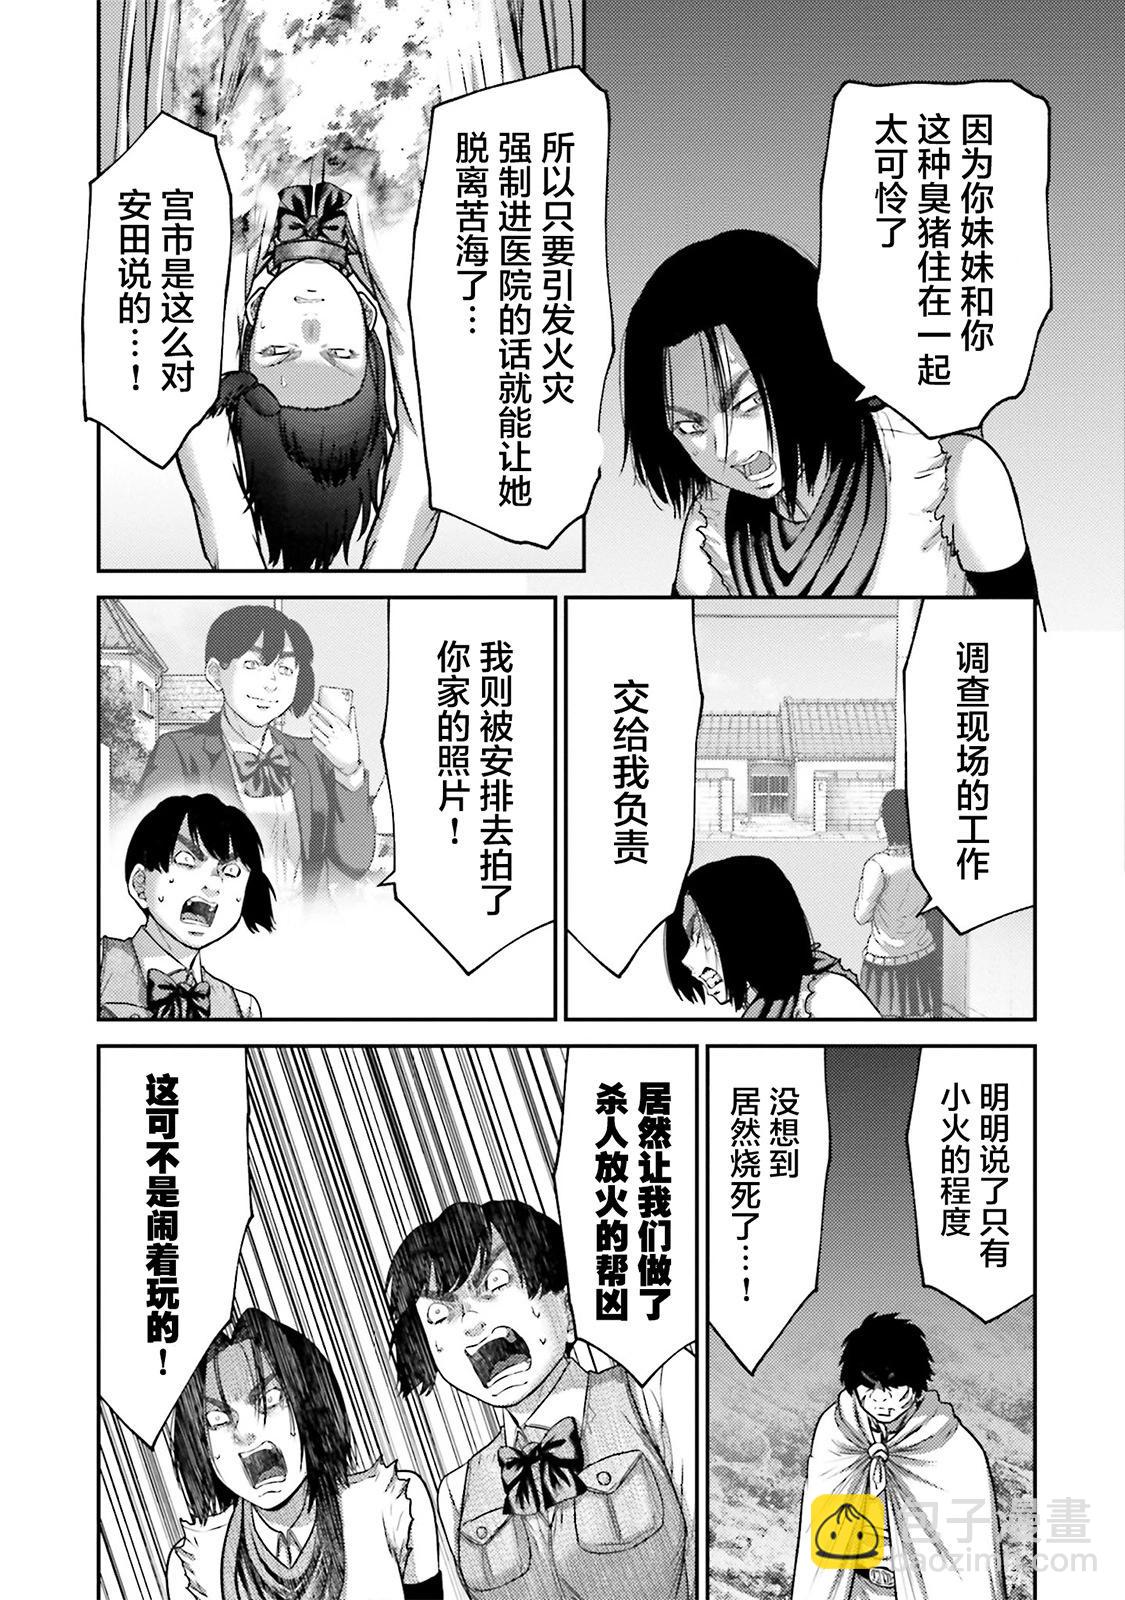 因为你妹妹和你
这种臭猪住在一起
太可怜了
所以只要引发火灾
强制进医院的话就能让她
脱离苦海了…
宫市是这么对
安田说的…！
调查现场的工作
交给我负责
我则被安排去拍了
你家的照片！
明明说了只有
小火的程度
没想到
居然烧死了…！
居然让我们做了
杀人放火的帮凶
这可不是闹着玩的！
包子漫畫
baozimh.com